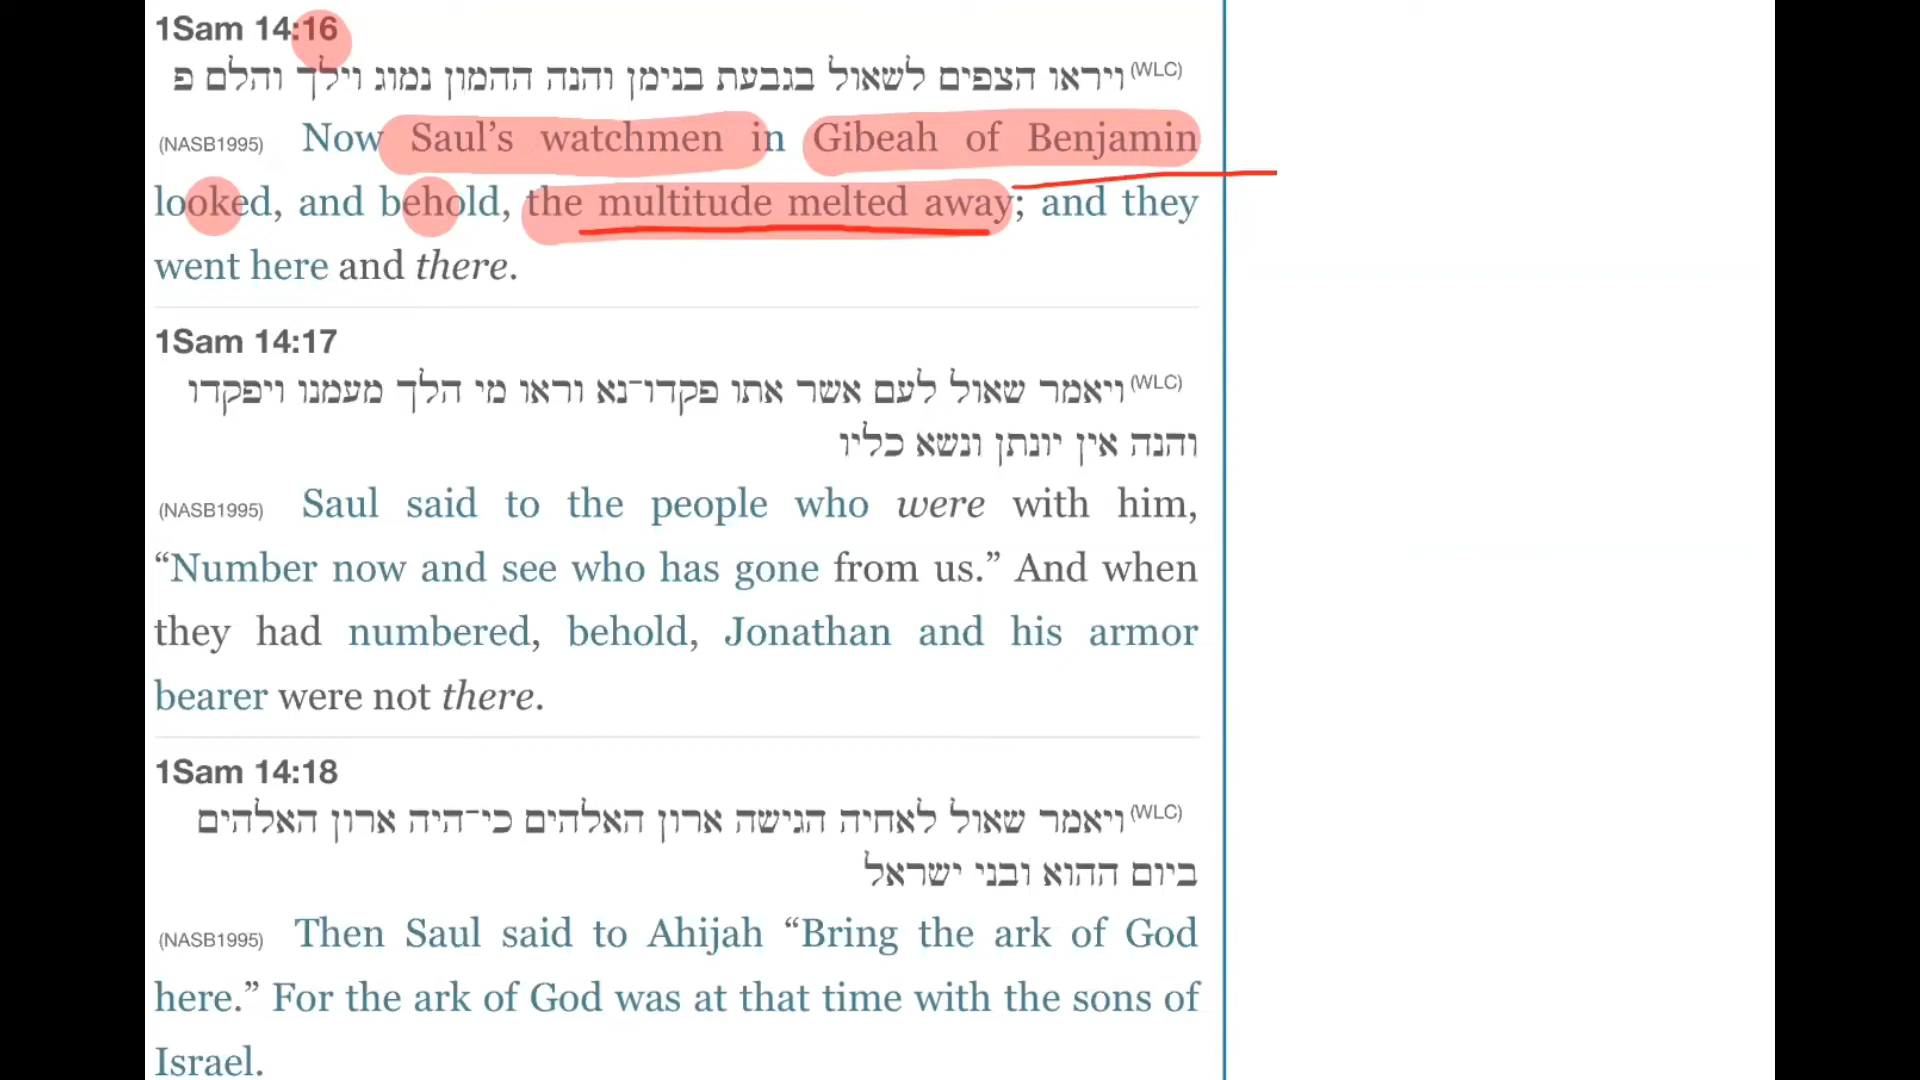 1Sam 14:16
(WLC) ויראו הצפים לשאול בגבעת בנימן והנה ההמון נמוג וילך והלם פ
(NASB1995) Now Saul’s watchmen in Gibeah of Benjamin
looked, and behold, the multitude melted away; and they
went here and there.
1Sam 14:17
(WLC) ויאמר שאול לעם אשר אתו פקדו־נא וראו מי הלך מעמנו ויפקדו
והנה אין יונתן ונשא כליו
(NASB1995) Saul said to the people who were with him,
“Number now and see who has gone from us.” And when
they had numbered, behold, Jonathan and his armor
bearer were not there.
1Sam 14:18
(WLC) ויאמר שאול לאחיה הגישה ארון האלהים כי־היה ארון האלהים
ביום ההוא ובני ישראל
(NASB1995) Then Saul said to Ahijah “Bring the ark of God
here.” For the ark of God was at that time with the sons of
Israel.